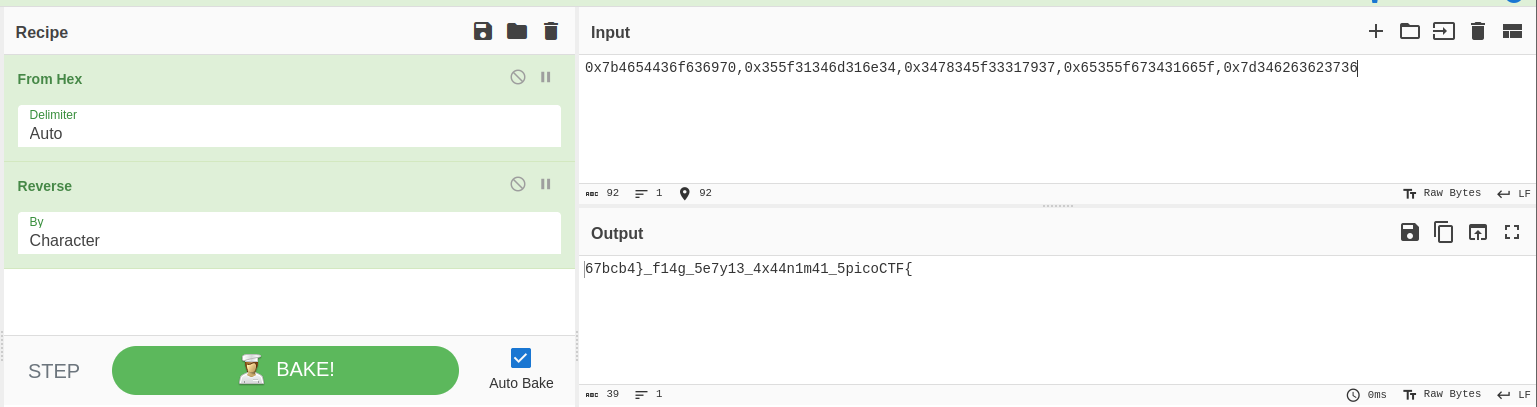 Recipe
From Hex
Delimiter
Auto
Reverse
By
Character
STEP
BAKE!
Auto Bake
Input
0x7b4654436f636970,0x355f31346d316e34,0x3478345f33317937,0x65355f673431665f,0x7d346263623736
ABC 92 1 92 Raw Bytes LF
Output
67bcb4}_f14g_5e7y13_4x44n1m41_5picoCTF{
ABC 39 1 0ms Raw Bytes LF